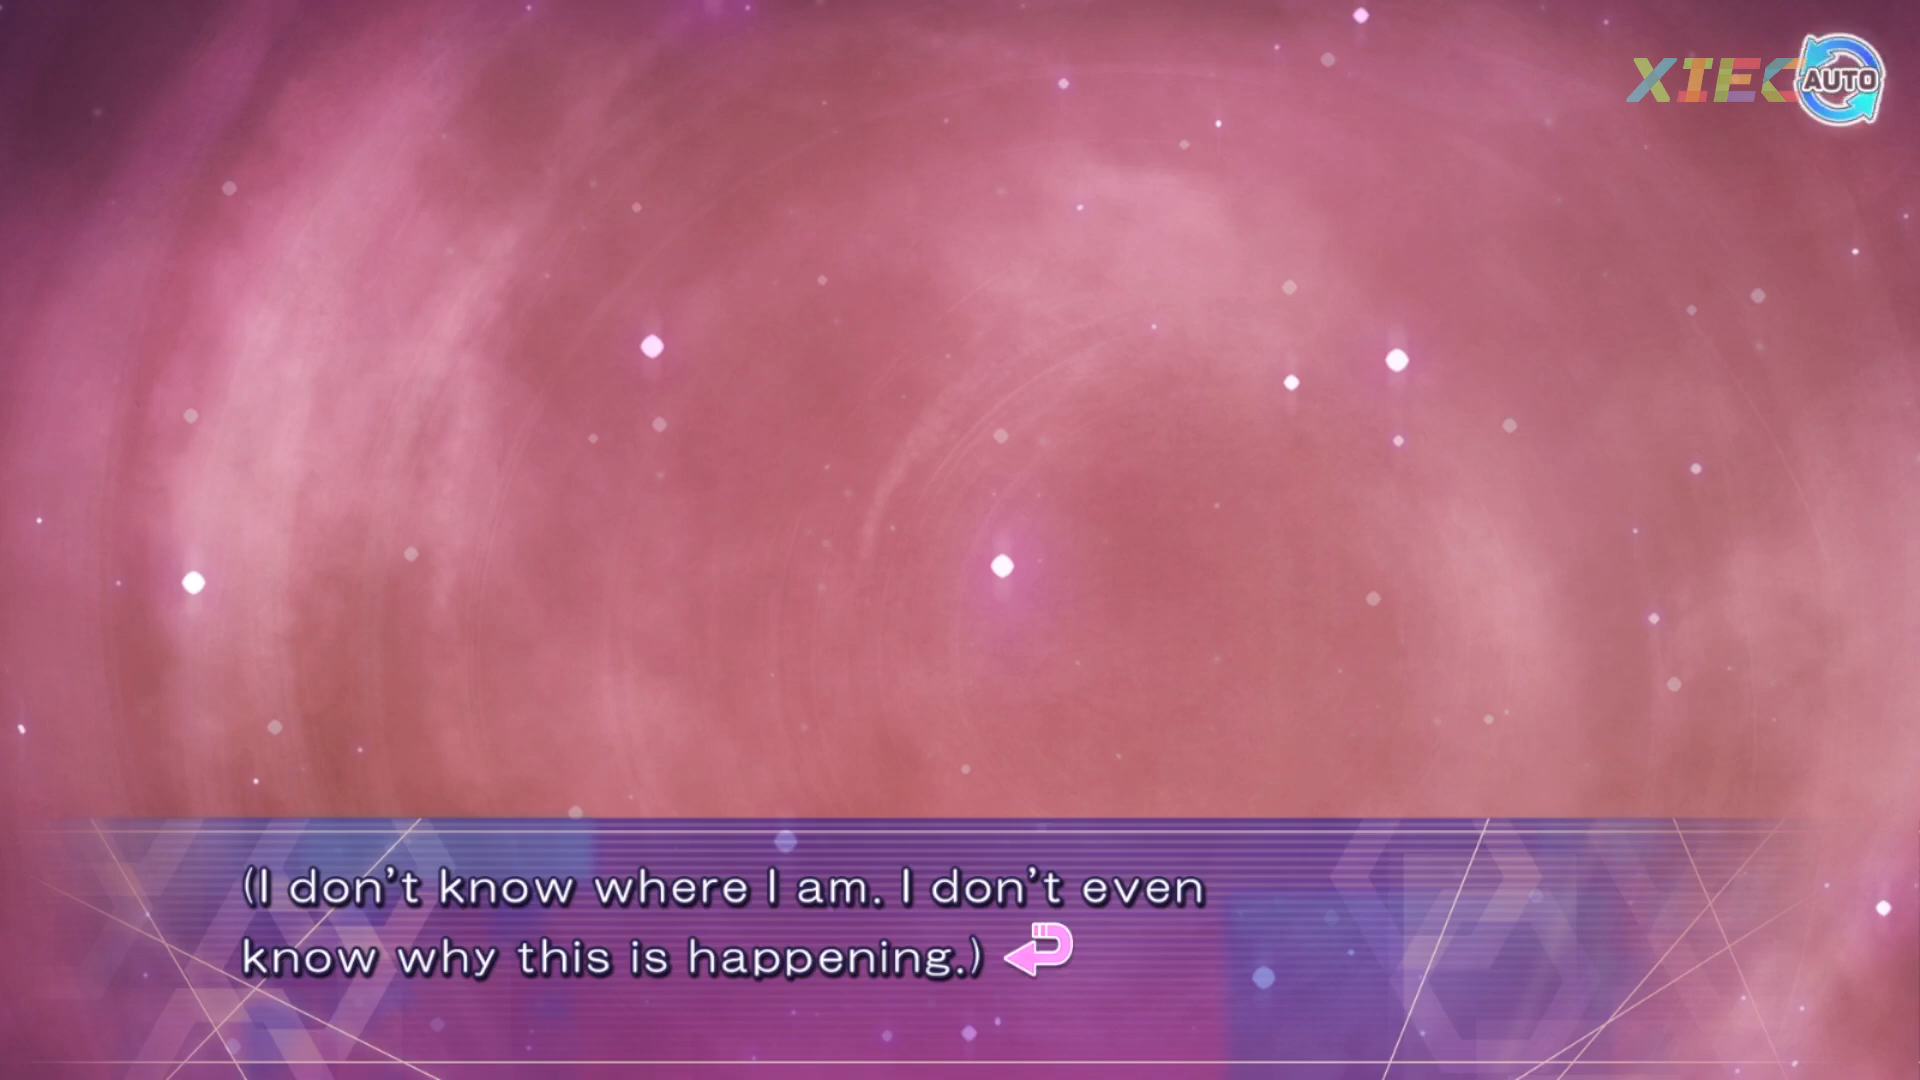 XIEC
AUTO
(I don’t know where I am. I don’t even
know why this is happening.)